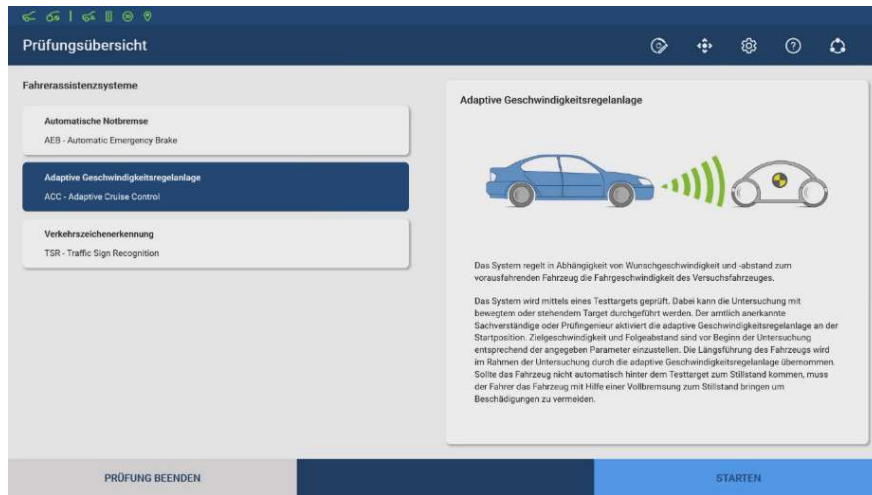 Prüfungsübersicht
Fahrerassistenzsysteme
Automatische Notbremse
AEB - Automatic Emergency Brake
Adaptive Geschwindigkeitsregelanlage
ACC - Adaptive Cruise Control
Verkehrszeichenerkennung
TSR - Traffic Sign Recognition
Adaptive Geschwindigkeitsregelanlage
Das System regelt in Abhängigkeit von Wunschgeschwindigkeit und -abstand zum
vorausfahrenden Fahrzeug die Fahrgeschwindigkeit des Versuchsfahrzeuges.
Das System wird mittels eines Testtargets geprüft. Dabei kann die Untersuchung mit
bewegtem oder stehendem Target durchgeführt werden. Der amtlich anerkannte
Sachverständige oder Prüfingenieur aktiviert die adaptive Geschwindigkeitsregelanlage an der
Startposition. Zielgeschwindigkeit und Folgeabstand sind vor Beginn der Untersuchung
entsprechend der angegeben Parameter einzustellen. Die Längsführung des Fahrzeugs wird
im Rahmen der Untersuchung durch die adaptive Geschwindigkeitsregelanlage übernommen.
Sollte das Fahrzeug nicht automatisch hinter dem Testtarget zum Stillstand kommen, muss
der Fahrer das Fahrzeug mit Hilfe einer Vollbremsung zum Stillstand bringen um
Beschädigungen zu vermeiden.
PRÜFUNG BEENDEN
STARTEN